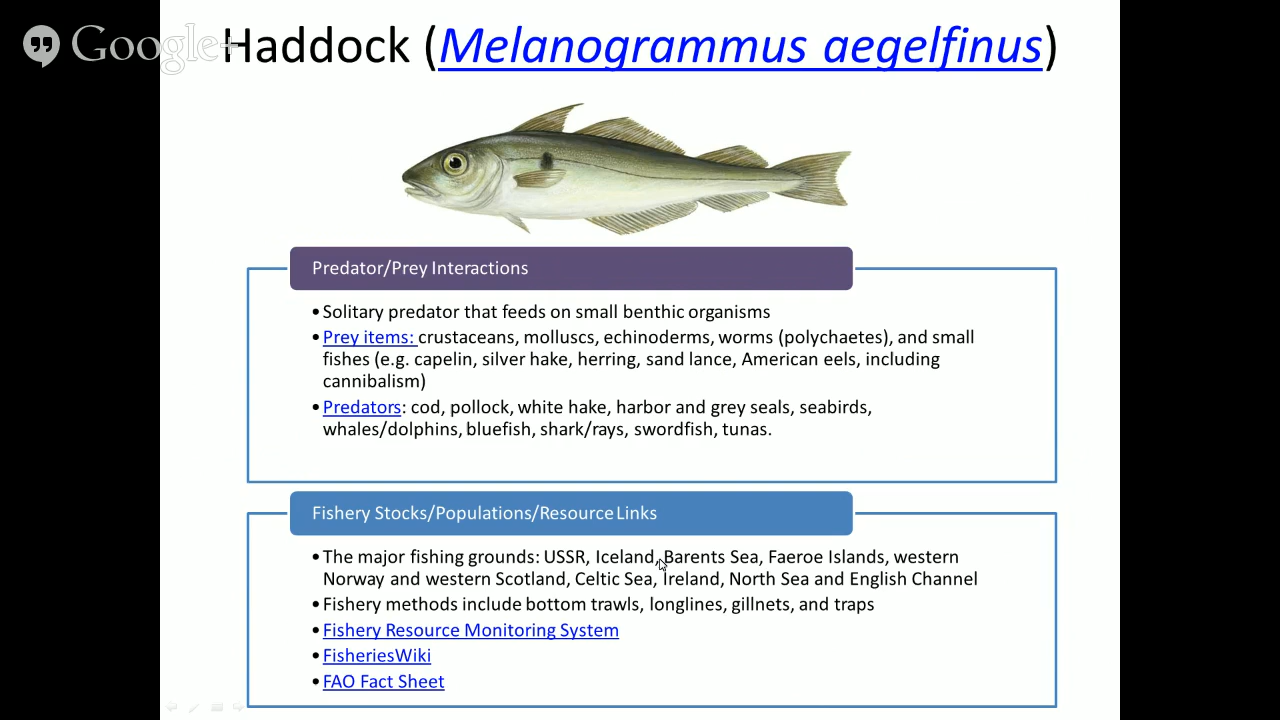 Google+
Haddock (Melanogrammus aegelfinus)
Predator/Prey Interactions
•Solitary predator that feeds on small benthic organisms
•Prey items: crustaceans, molluscs, echinoderms, worms (polychaetes), and small
fishes (e.g. capelin, silver hake, herring, sand lance, American eels, including
cannibalism)
•Predators: cod, pollock, white hake, harbor and grey seals, seabirds,
whales/dolphins, bluefish, shark/rays, swordfish, tunas.
Fishery Stocks/Populations/Resource Links
•The major fishing grounds: USSR, Iceland, Barents Sea, Faeroe Islands, western
Norway and western Scotland, Celtic Sea, Ireland, North Sea and English Channel
•Fishery methods include bottom trawls, longlines, gillnets, and traps
•Fishery Resource Monitoring System
•FisheriesWiki
•FAO Fact Sheet